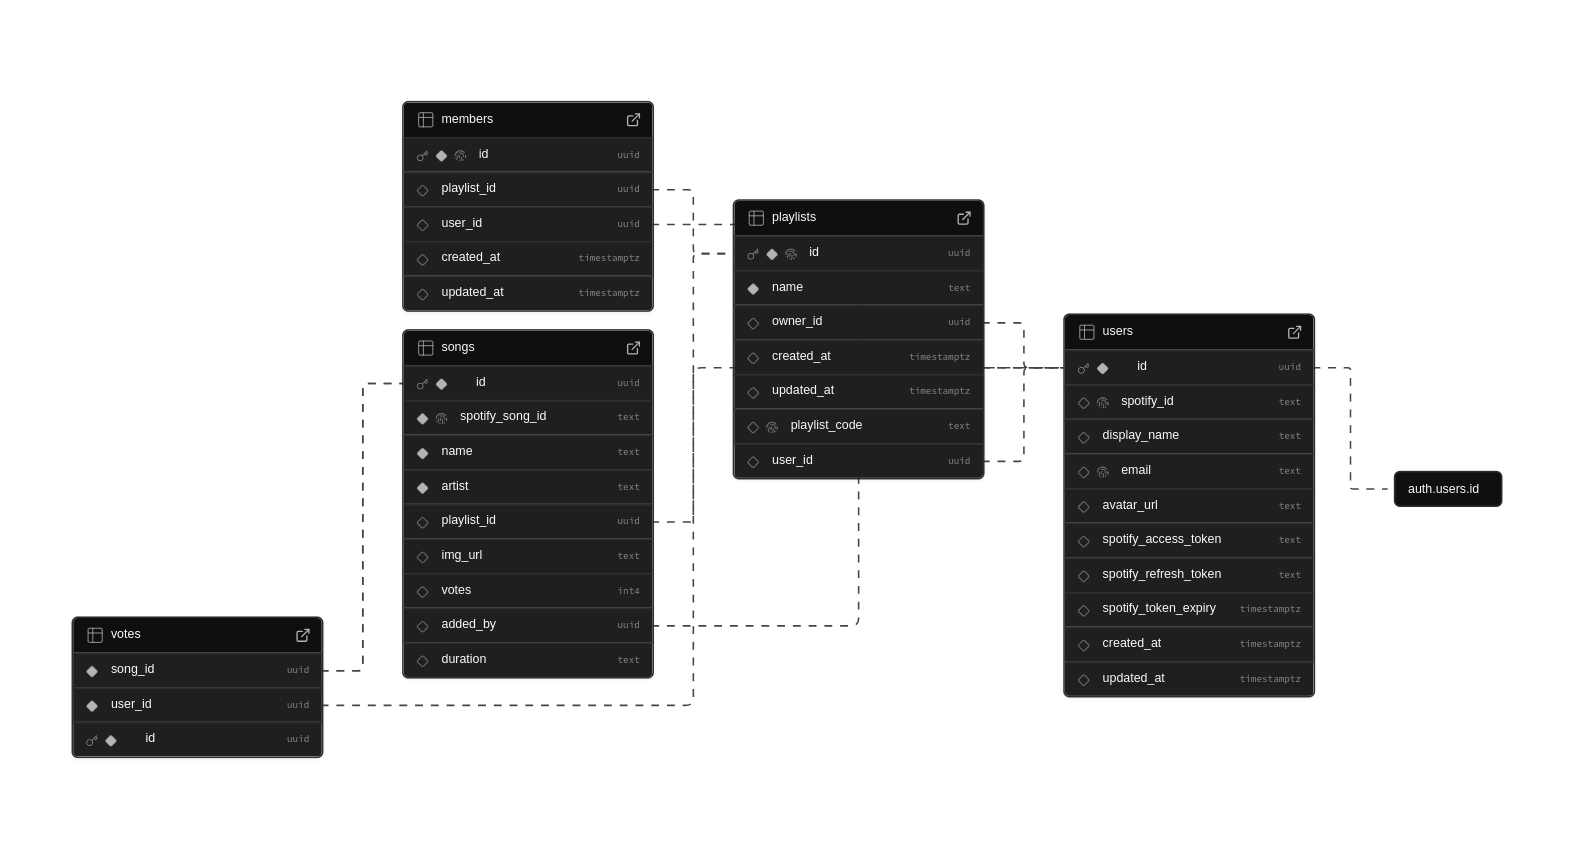 members
id uuid
playlist_id uuid
user_id uuid
created_at timestamptz
updated_at timestamptz
songs
id uuid
spotify_song_id text
name text
artist text
playlist_id uuid
img_url text
votes int4
added_by uuid
duration text
votes
song_id uuid
user_id uuid
id uuid
playlists
id uuid
name text
owner_id uuid
created_at timestamptz
updated_at timestamptz
playlist_code text
user_id uuid
users
id uuid
spotify_id text
display_name text
email text
avatar_url text
spotify_access_token text
spotify_refresh_token text
spotify_token_expiry timestamptz
created_at timestamptz
updated_at timestamptz
auth.users.id